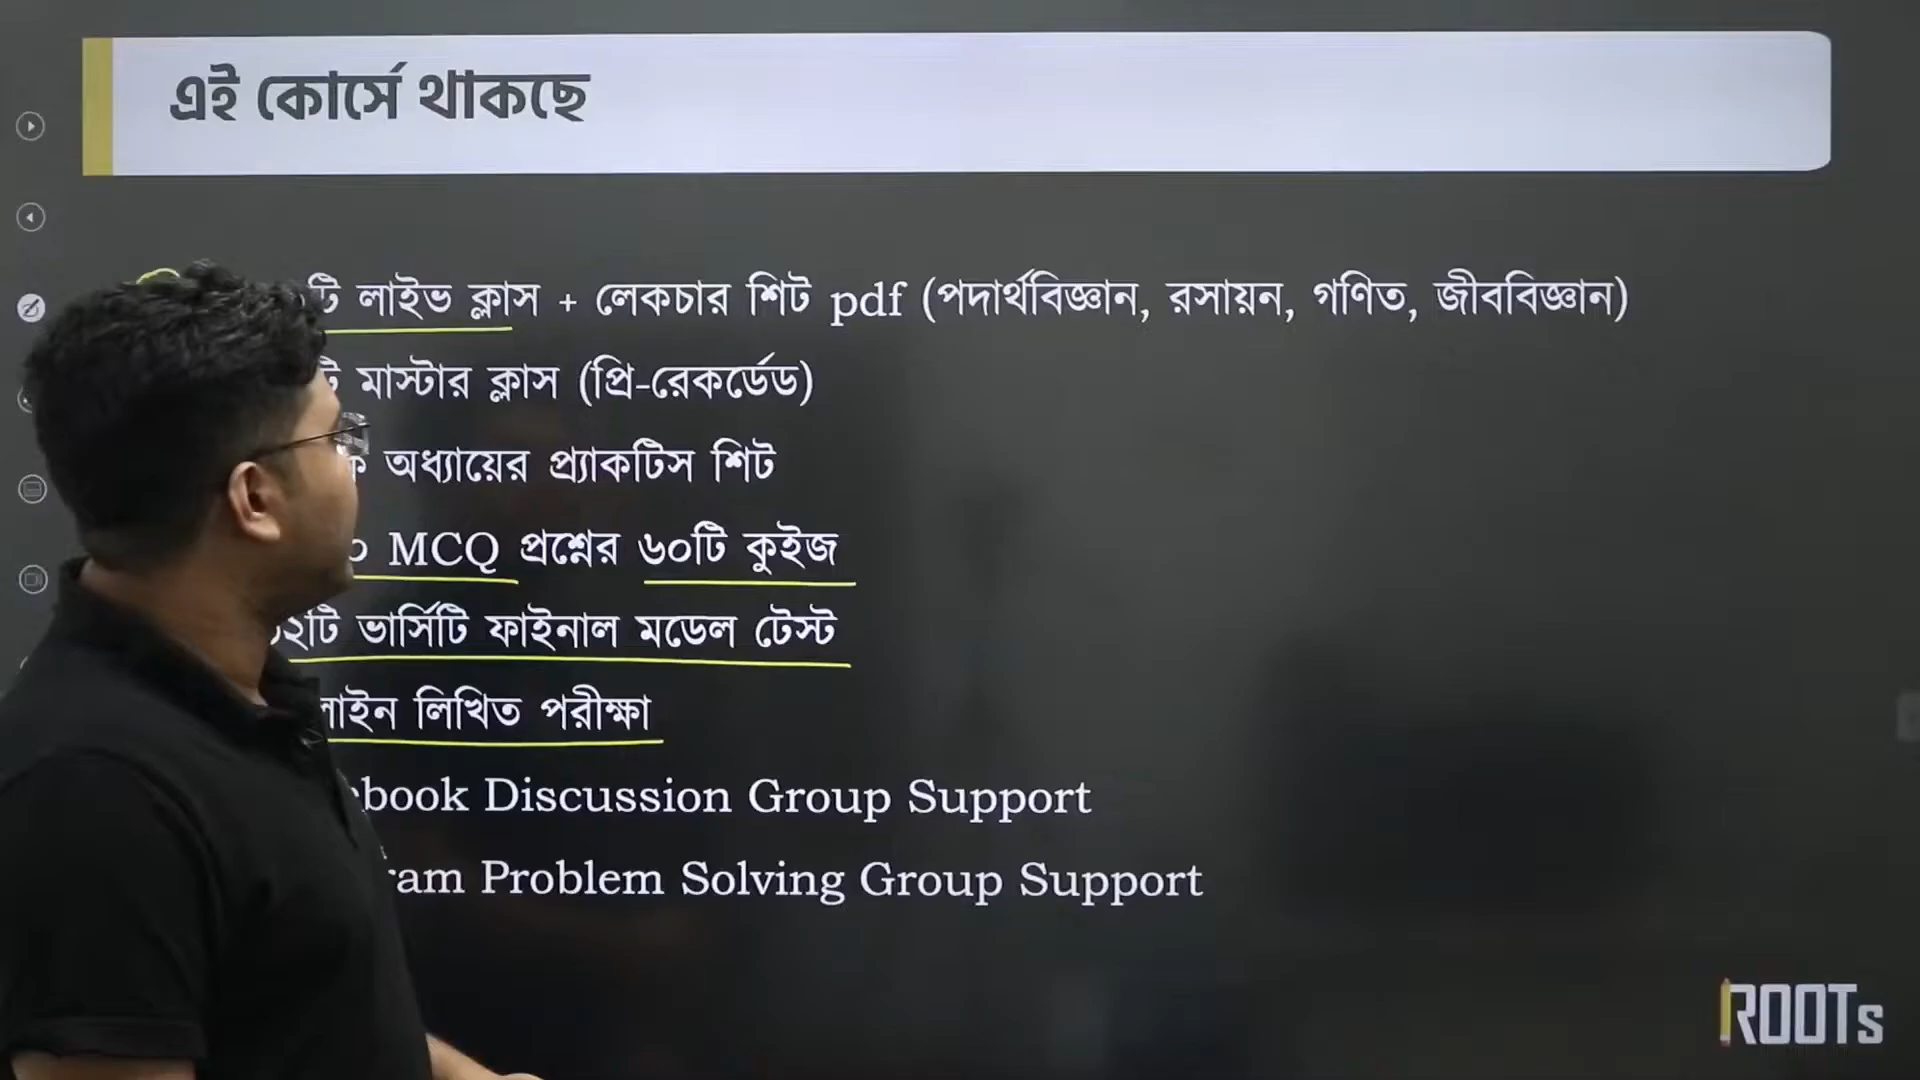 এই কোর্সে থাকছে
টি লাইভ ক্লাস + লেকচার শিট pdf (পদার্থবিজ্ঞান, রসায়ন, গণিত, জীববিজ্ঞান)
টি মাস্টার ক্লাস (প্রি-রেকর্ডেড)
অধ্যায়ের প্র্যাকটিস শিট
MCQ প্রশ্নের ৬০টি কুইজ
ভার্সিটি ফাইনাল মডেল টেস্ট
লিখিত পরীক্ষা
Discussion Group Support
Problem Solving Group Support
ROOTs